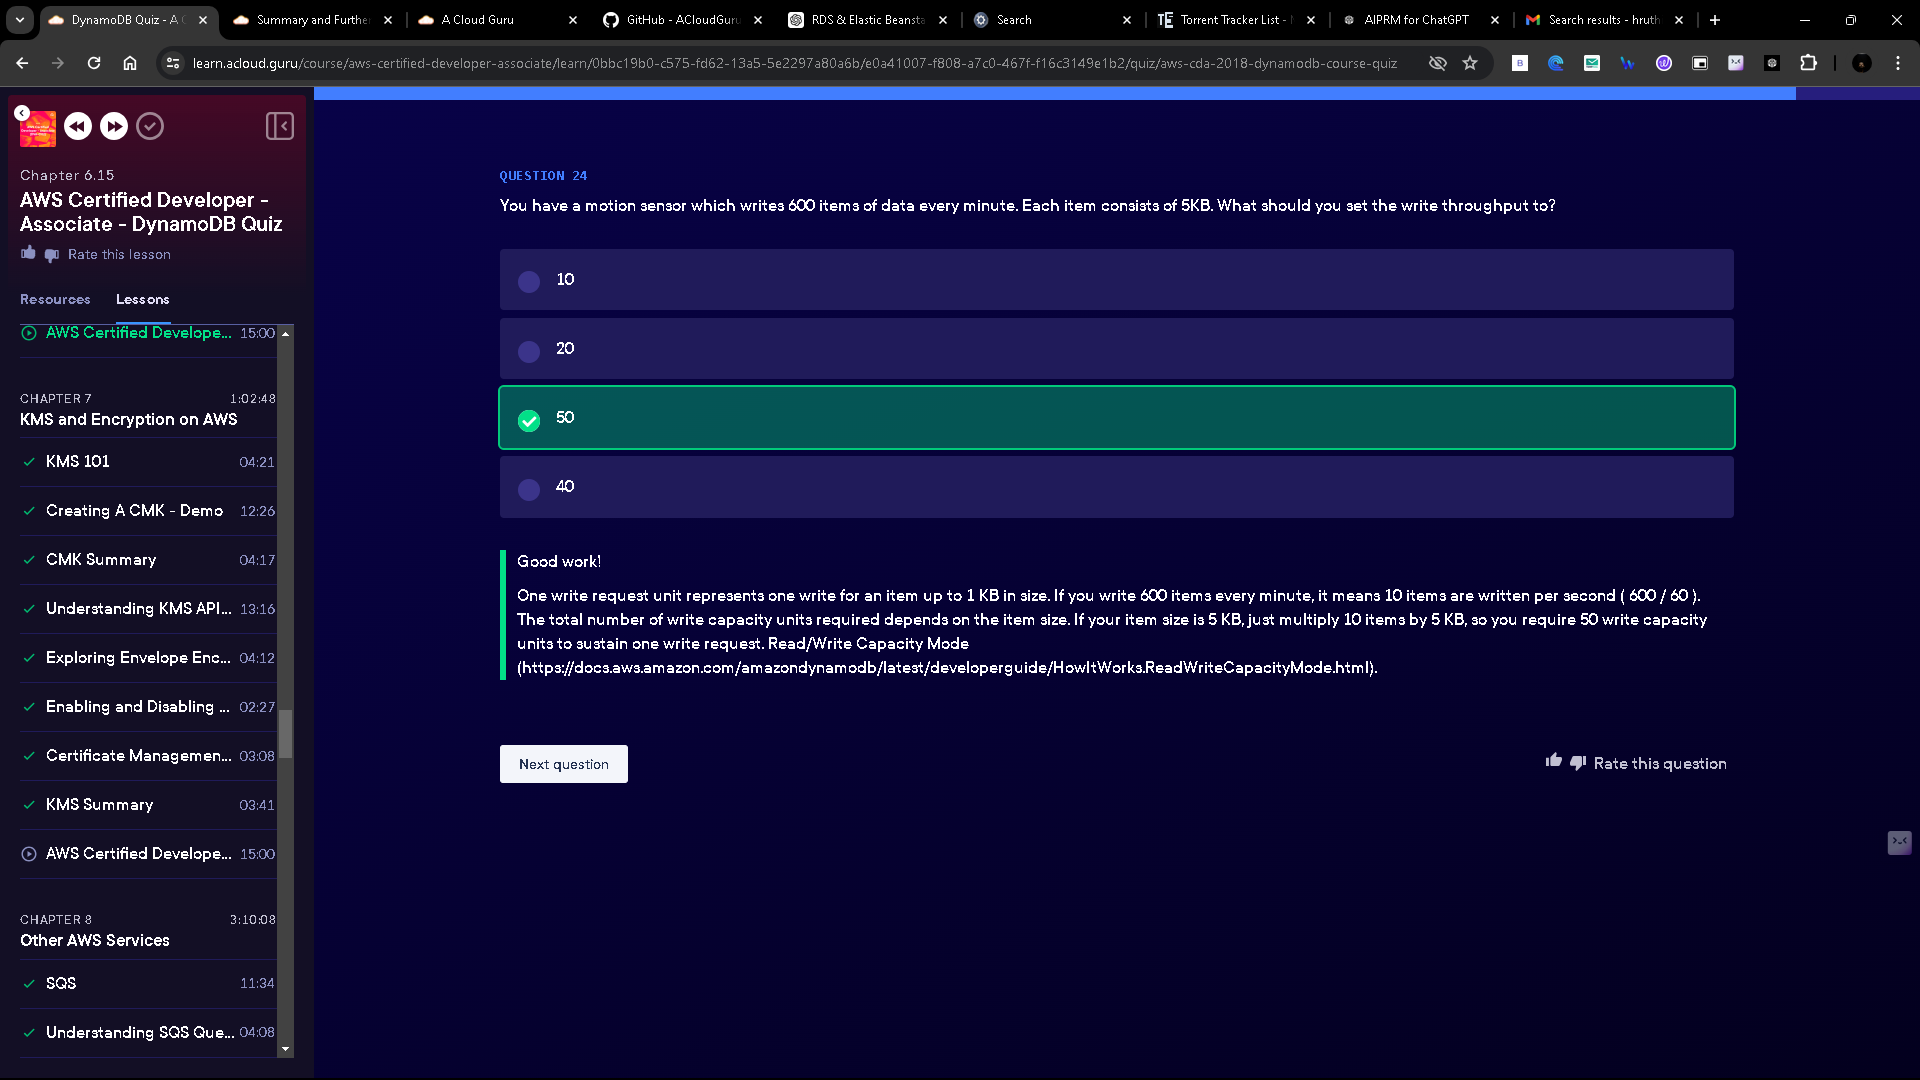 DynamoDB Quiz - A C
Summary and Further
A Cloud Guru
GitHub - ACloudGuru
RDS & Elastic Beansta
Search
Torrent Tracker List -
AIPRM for ChatGPT
Search results - hruth
learn.acloud.guru/course/aws-certified-developer-associate/learn/0bbc19b0-c575-fd62-13a5-5e2297a80a6b/e0a41007-f808-a7c0-467f-f16c3149e1b2/quiz/aws-cda-2018-dynamodb-course-quiz
Chapter 6.15
AWS Certified Developer -
Associate - DynamoDB Quiz
Rate this lesson
Resources
Lessons
AWS Certified Develope... 15:00
CHAPTER 7 1:02:48
KMS and Encryption on AWS
KMS 101 04:21
Creating A CMK - Demo 12:26
CMK Summary 04:17
Understanding KMS API... 13:16
Exploring Envelope Enc... 04:12
Enabling and Disabling ... 02:27
Certificate Managemen... 03:08
KMS Summary 03:41
AWS Certified Develope... 15:00
CHAPTER 8 3:10:08
Other AWS Services
SQS 11:34
Understanding SQS Que... 04:08
QUESTION 24
You have a motion sensor which writes 600 items of data every minute. Each item consists of 5KB. What should you set the write throughput to?
10
20
50
40
Good work!
One write request unit represents one write for an item up to 1 KB in size. If you write 600 items every minute, it means 10 items are written per second ( 600 / 60 ).
The total number of write capacity units required depends on the item size. If your item size is 5 KB, just multiply 10 items by 5 KB, so you require 50 write capacity
units to sustain one write request. Read/Write Capacity Mode
(https://docs.aws.amazon.com/amazondynamodb/latest/developerguide/HowItWorks.ReadWriteCapacityMode.html).
Next question
Rate this question